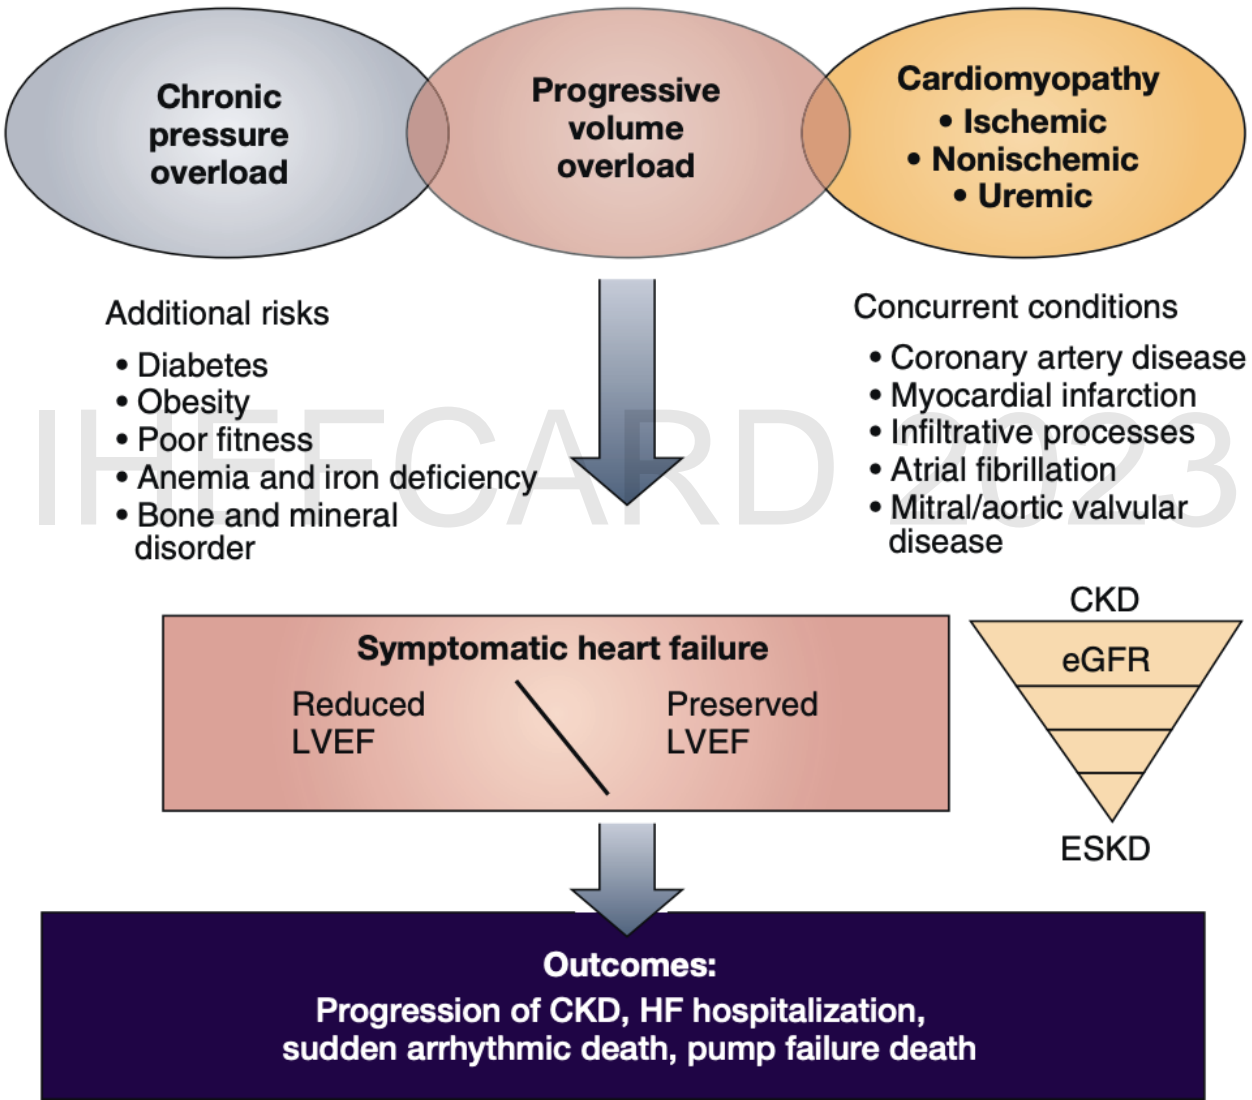 Chronic
pressure
overload
Progressive
volume
overload
Cardiomyopathy
• Ischemic
• Nonischemic
• Uremic
Additional risks
• Diabetes
• Obesity
• Poor fitness
• Anemia and iron deficiency
• Bone and mineral
disorder
Concurrent conditions
• Coronary artery disease
• Myocardial infarction
• Infiltrative processes
• Atrial fibrillation
• Mitral/aortic valvular
disease
IHEFCARD 2023
Symptomatic heart failure
Reduced
LVEF
Preserved
LVEF
CKD
eGFR
ESKD
Outcomes:
Progression of CKD, HF hospitalization,
sudden arrhythmic death, pump failure death